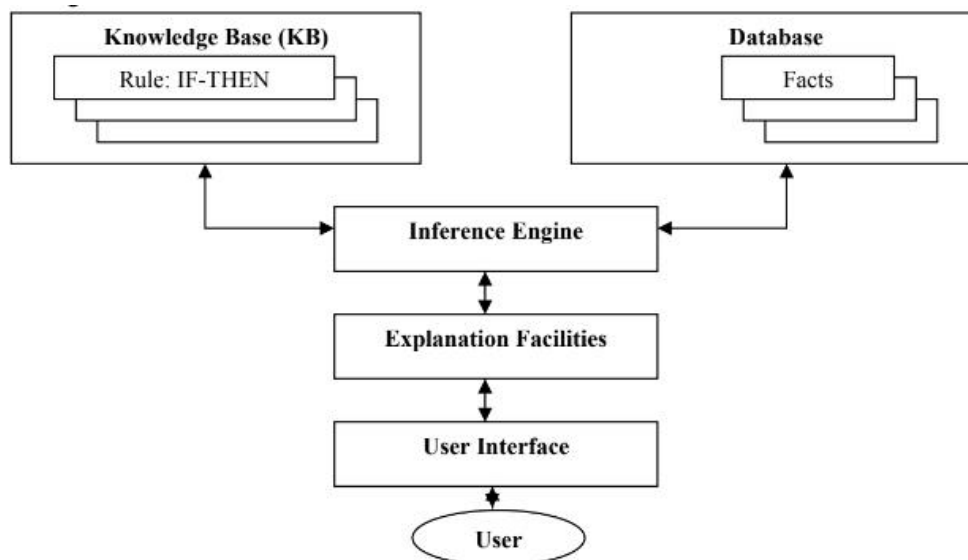 Knowledge Base (KB)
Rule: IF-THEN
Database
Facts
Inference Engine
Explanation Facilities
User Interface
User